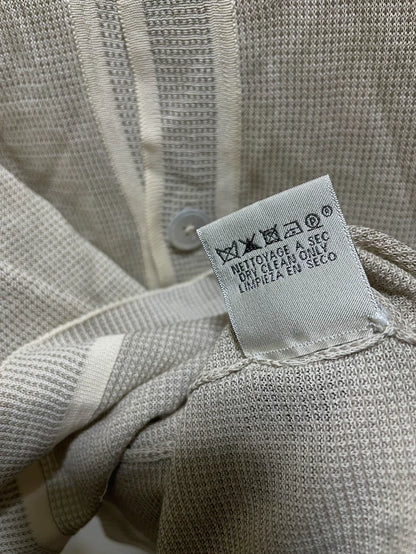 ®
NETTOYAGE A SEC
DRY CLEAN ONLY
LIMPIEZA EN SECO